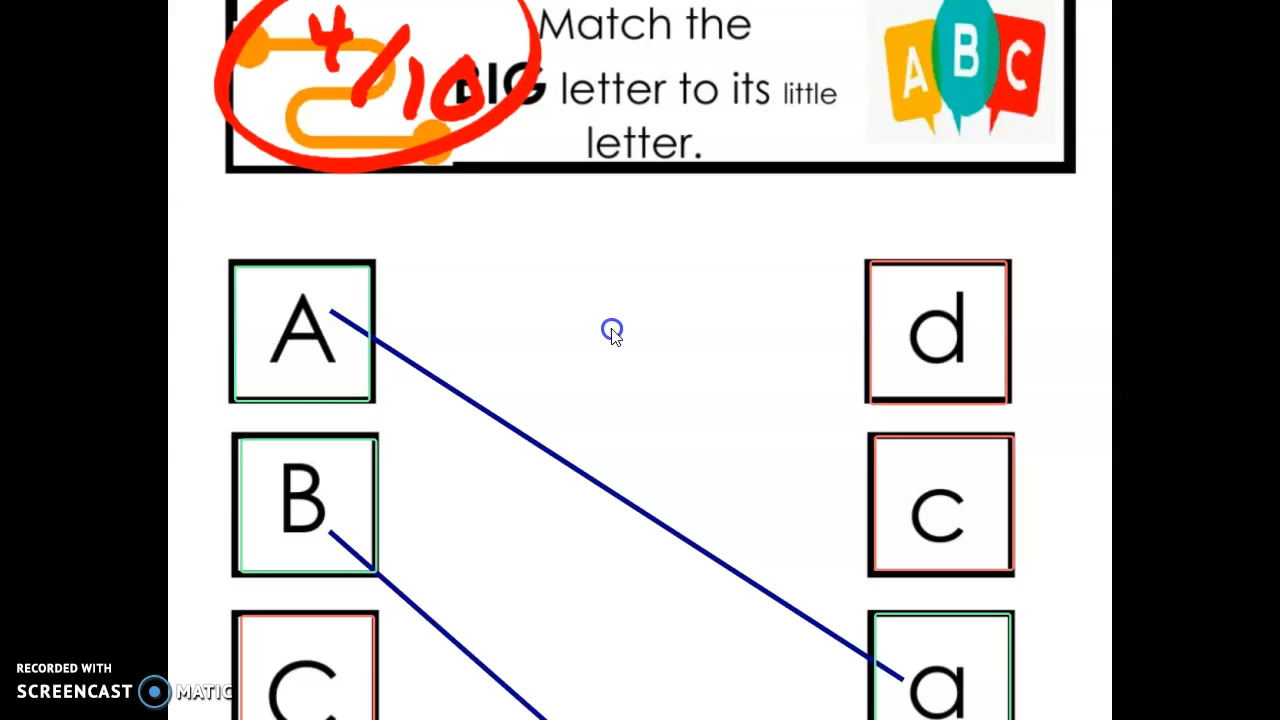 4/10
Match the
BIG letter to its little
letter.
A B C
A d
B c
C a
RECORDED WITH
SCREENCAST MATIC